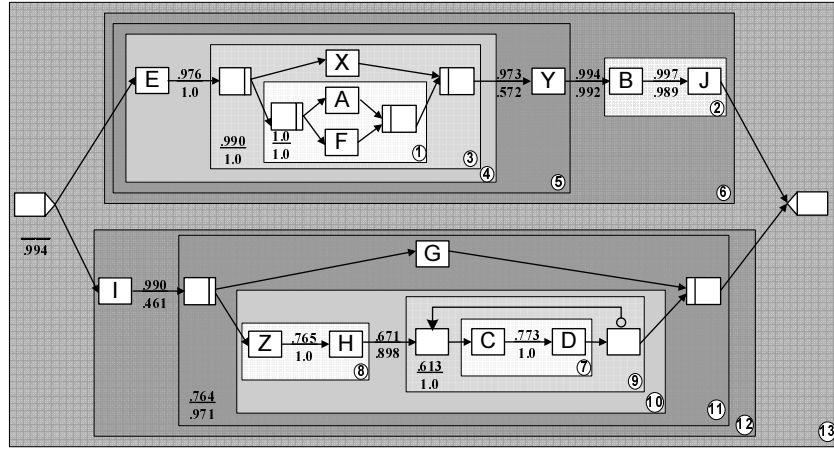 X
E .976 1.0 .973 .572 Y .994 .992 B .997 .989 J
A
.990 1.0 1.0 1.0 F
1 3 4 5 6 2
.994
G
I .990 .461
Z .765 1.0 H .671 .898 C .773 1.0 D
.613 1.0
8 7 9
.764 .971
10 11 12 13